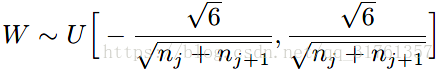 W ∼ U[ − √6 / √(n_j + n_{j+1}), √6 / √(n_j + n_{j+1}) ]